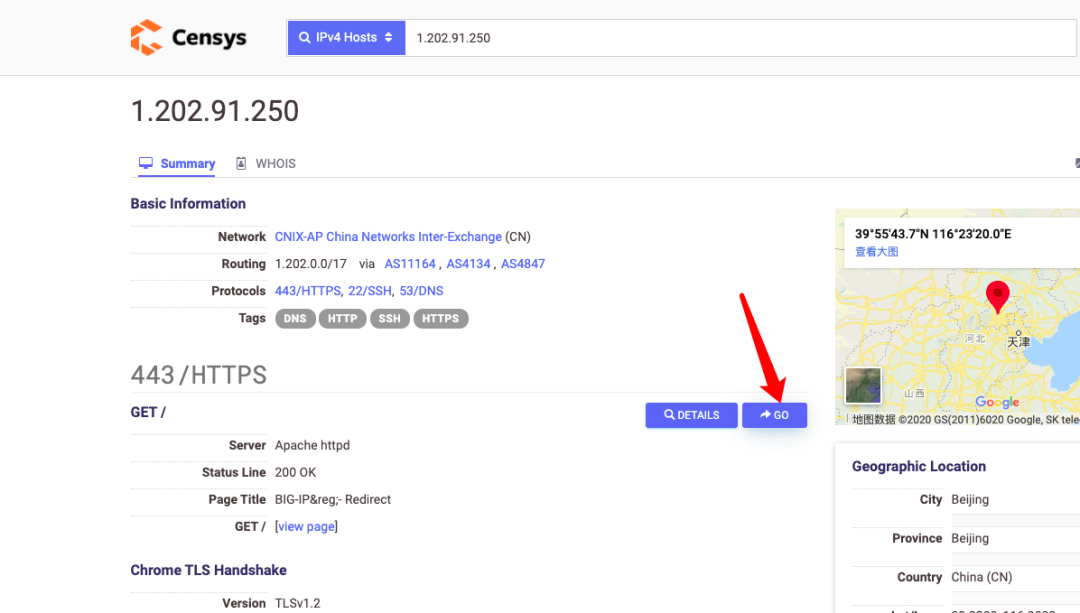 Censys
IPv4 Hosts 1.202.91.250
1.202.91.250
Summary WHOIS
Basic Information
Network CNIX-AP China Networks Inter-Exchange (CN)
Routing 1.202.0.0/17 via AS11164 , AS4134 , AS4847
Protocols 443/HTTPS, 22/SSH, 53/DNS
Tags DNS HTTP SSH HTTPS
443/HTTPS
GET / DETAILS GO
Server Apache httpd
Status Line 200 OK
Page Title BIG-IP&reg;- Redirect
GET / [view page]
Chrome TLS Handshake
Version TLSv1.2
39°55'43.7"N 116°23'20.0"E
查看大图
河北
天津
山西
Google
地图数据 ©2020 GS(2011)6020 Google, SK tele
Geographic Location
City Beijing
Province Beijing
Country China (CN)